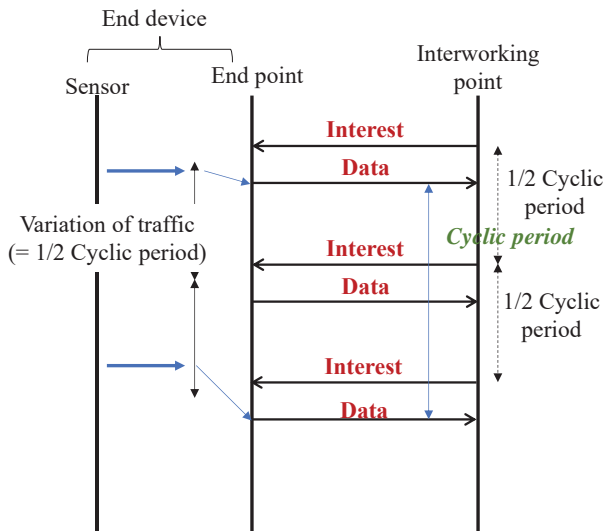 End device
Sensor
End point
Interworking
point
Interest
Data
1/2 Cyclic
period
Variation of traffic
(= 1/2 Cyclic period)
Cyclic period
Interest
Data
1/2 Cyclic
period
Interest
Data